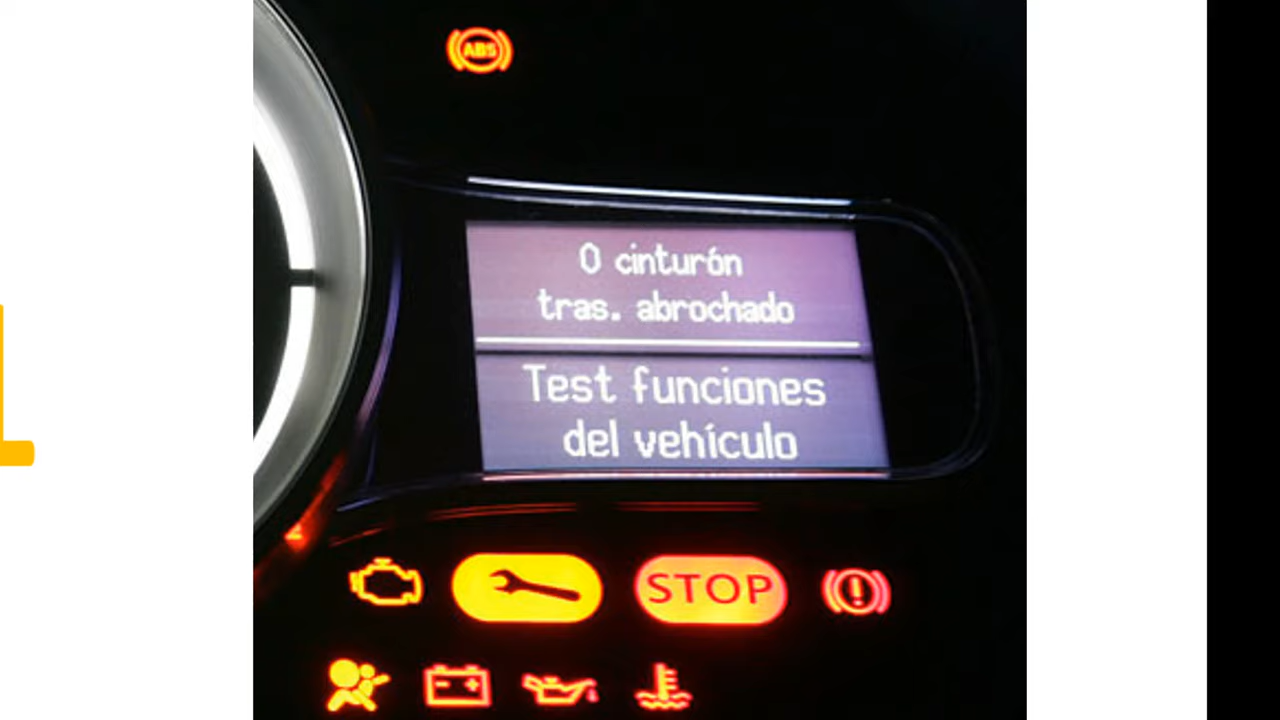 ABS
0 cinturón
tras. abrochado
Test funciones
del vehículo
STOP